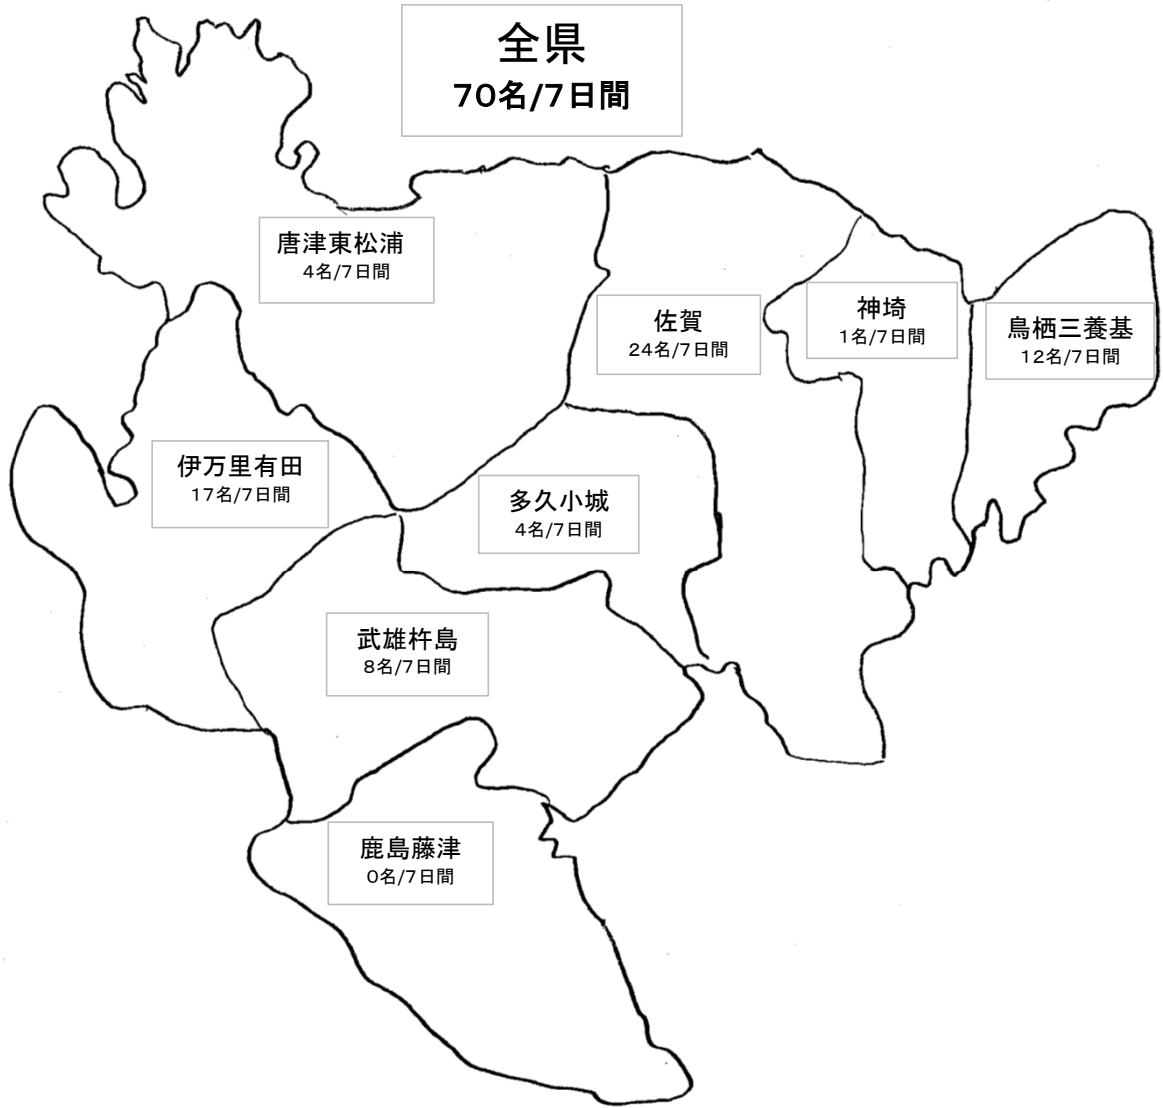 全県
70名/7日間
唐津東松浦
4名/7日間
佐賀
24名/7日間
神埼
1名/7日間
鳥栖三養基
12名/7日間
伊万里有田
17名/7日間
多久小城
4名/7日間
武雄杵島
8名/7日間
鹿島藤津
0名/7日間